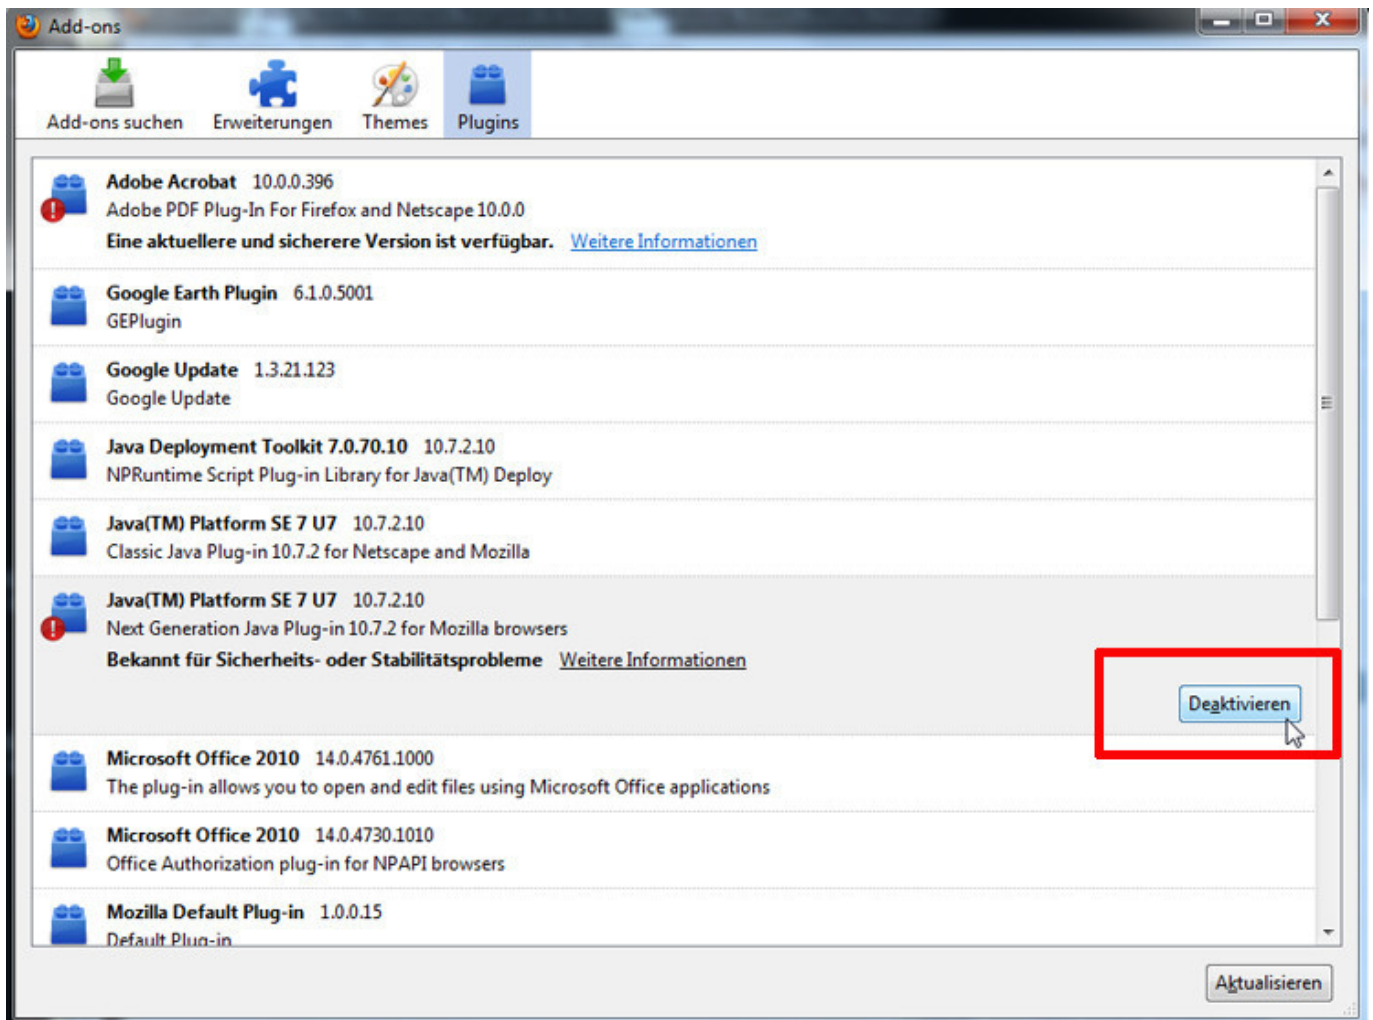 Add-ons
Add-ons suchen Erweiterungen Themes Plugins
Adobe Acrobat 10.0.0.396
Adobe PDF Plug-In For Firefox and Netscape 10.0.0
Eine aktuellere und sicherere Version ist verfügbar. Weitere Informationen
Google Earth Plugin 6.1.0.5001
GEPlugin
Google Update 1.3.21.123
Google Update
Java Deployment Toolkit 7.0.70.10 10.7.2.10
NPRuntime Script Plug-in Library for Java(TM) Deploy
Java(TM) Platform SE 7 U7 10.7.2.10
Classic Java Plug-in 10.7.2 for Netscape and Mozilla
Java(TM) Platform SE 7 U7 10.7.2.10
Next Generation Java Plug-in 10.7.2 for Mozilla browsers
Bekannt für Sicherheits- oder Stabilitätsprobleme Weitere Informationen
Deaktivieren
Microsoft Office 2010 14.0.4761.1000
The plug-in allows you to open and edit files using Microsoft Office applications
Microsoft Office 2010 14.0.4730.1010
Office Authorization plug-in for NPAPI browsers
Mozilla Default Plug-in 1.0.0.15
Default Plug-in
Aktualisieren